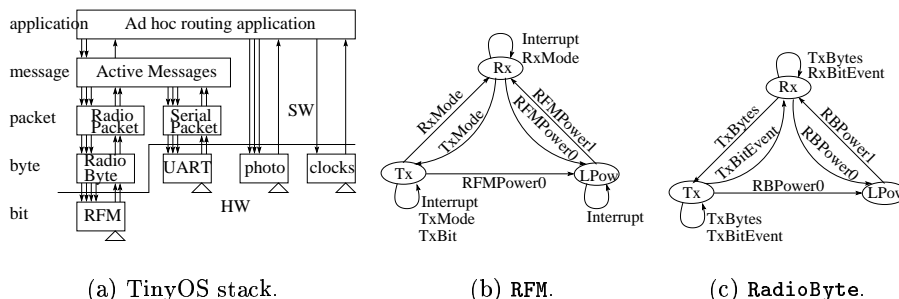 application
Ad hoc routing application
message
Active Messages
packet
Radio
Packet
Serial
Packet
SW
byte
Radio
Byte
UART
photo
clocks
bit
RFM
HW
(a) TinyOS stack.
Interrupt
RxMode
Rx
RxMode
TxMode
RFMPower1
RFMPower0
Tx
RFMPower0
LPow
Interrupt
TxMode
TxBit
Interrupt
(b) RFM.
TxBytes
RxBitEvent
Rx
TxBytes
TxBitEvent
RBPower1
RBPower0
Tx
RBPower0
LPow
TxBytes
TxBitEvent
(c) RadioByte.